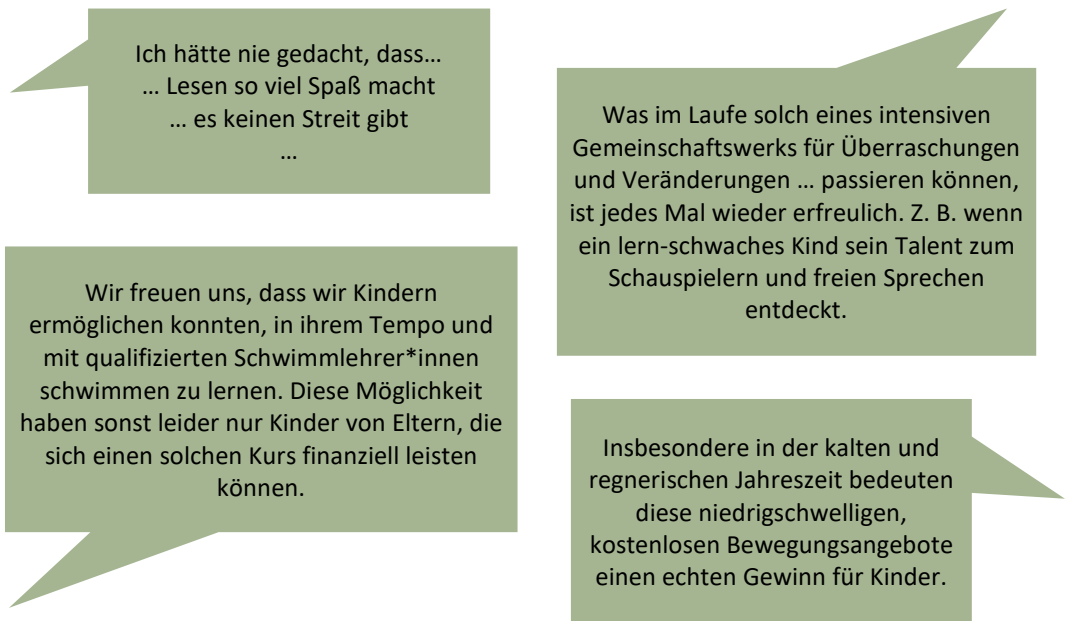 Ich hätte nie gedacht, dass…
… Lesen so viel Spaß macht
… es keinen Streit gibt
…
Was im Laufe solch eines intensiven
Gemeinschaftswerks für Überraschungen
und Veränderungen … passieren können,
ist jedes Mal wieder erfreulich. Z. B. wenn
ein lern-schwaches Kind sein Talent zum
Schauspielern und freien Sprechen
entdeckt.
Wir freuen uns, dass wir Kindern
ermöglichen konnten, in ihrem Tempo und
mit qualifizierten Schwimmlehrer*innen
schwimmen zu lernen. Diese Möglichkeit
haben sonst leider nur Kinder von Eltern, die
sich einen solchen Kurs finanziell leisten
können.
Insbesondere in der kalten und
regnerischen Jahreszeit bedeuten
diese niedrigschwelligen,
kostenlosen Bewegungsangebote
einen echten Gewinn für Kinder.